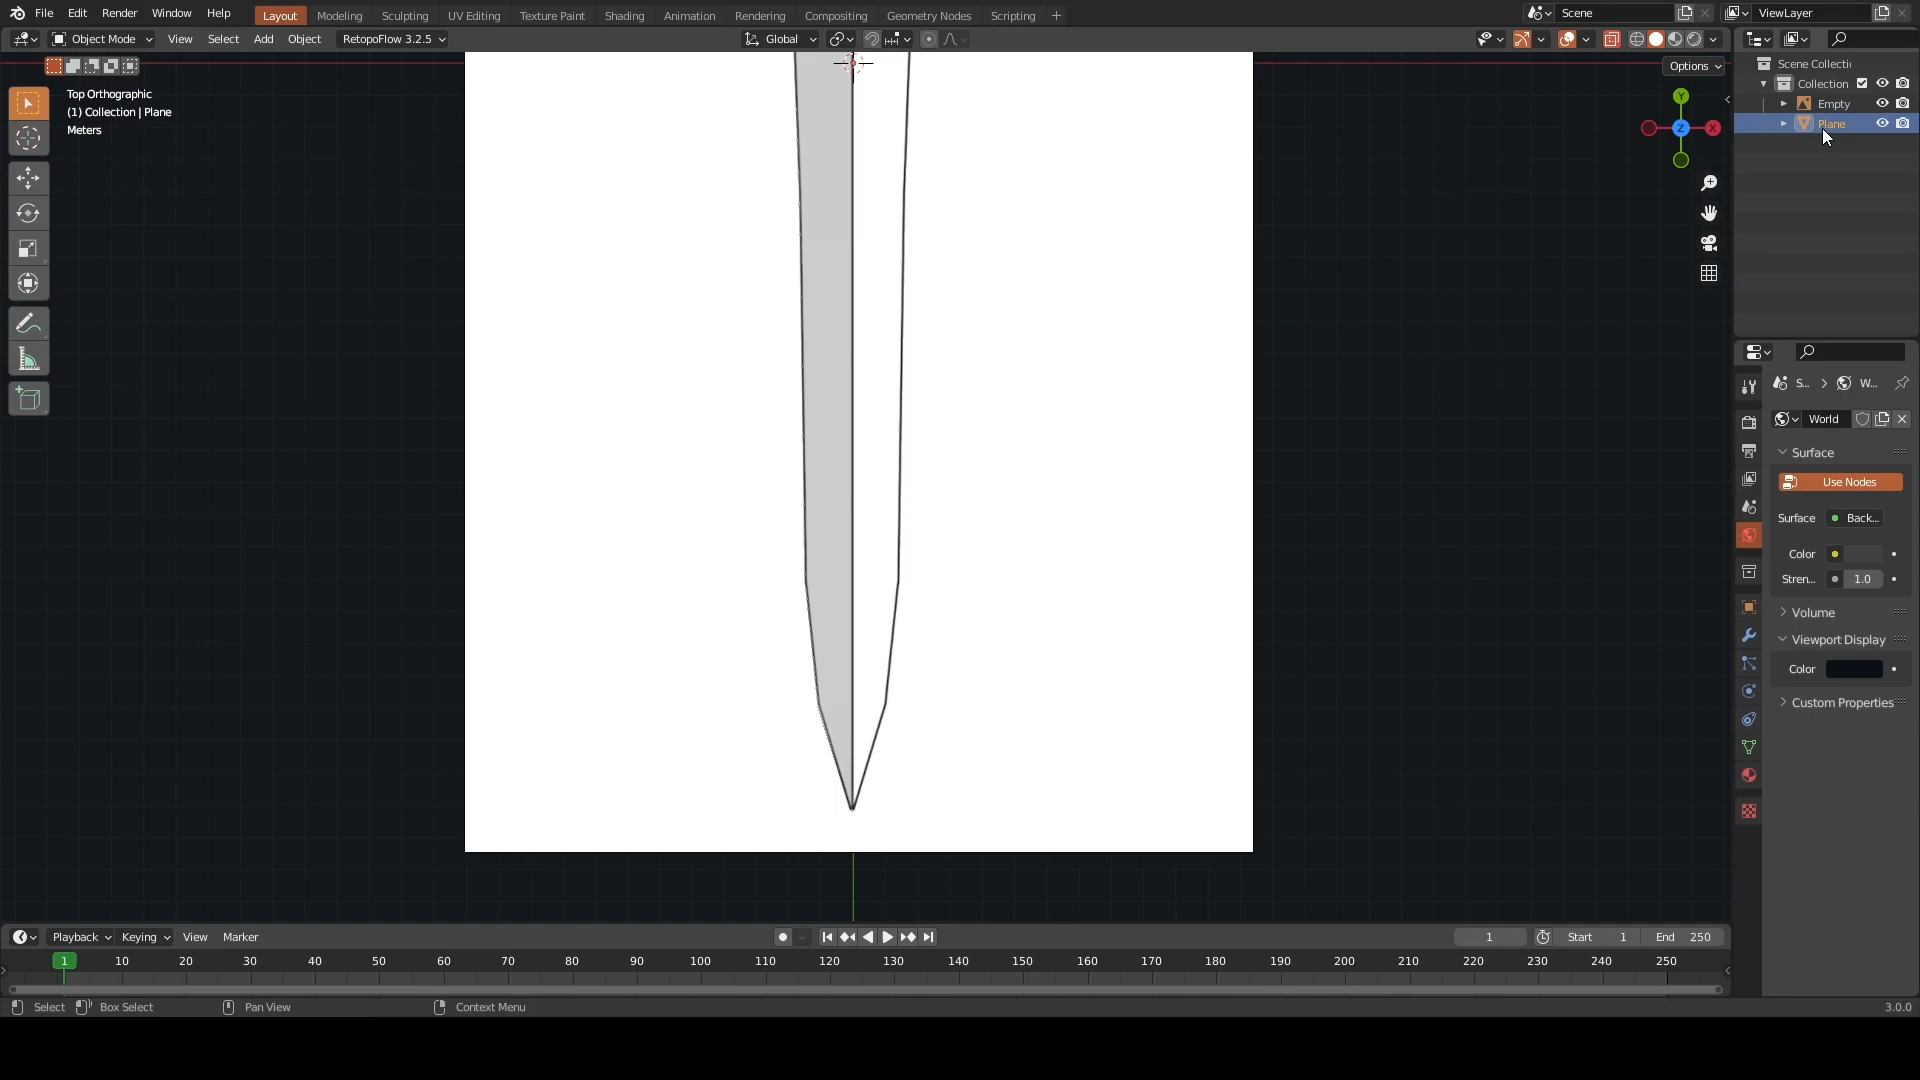 File Edit Render Window Help Layout Modeling Sculpting UV Editing Texture Paint Shading Animation Rendering Compositing Geometry Nodes Scripting + Scene ViewLayer
Object Mode View Select Add Object RetopoFlow 3.2.5 Global
Options
Top Orthographic
(1) Collection | Plane
Meters
Y
Z X
Scene Collecti
Collection
Empty
Plane
S... > W...
World
Surface
Use Nodes
Surface Back...
Color
Stren... 1.0
Volume
Viewport Display
Color
Custom Properties
Playback Keying View Marker 1 Start 1 End 250
1 10 20 30 40 50 60 70 80 90 100 110 120 130 140 150 160 170 180 190 200 210 220 230 240 250
Select Box Select Pan View Context Menu 3.0.0